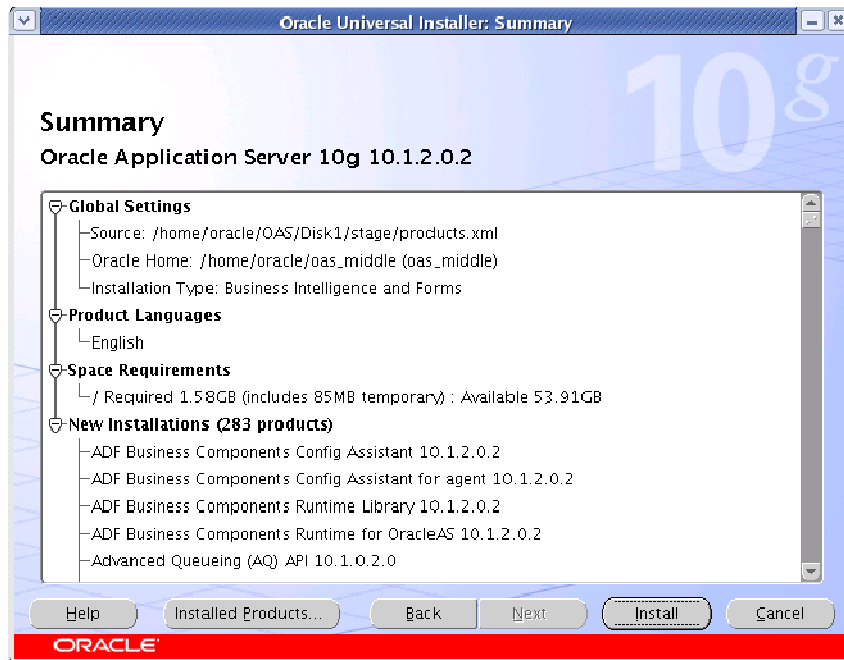 Oracle Universal Installer: Summary
10g
Summary
Oracle Application Server 10g 10.1.2.0.2
Global Settings
Source: /home/oracle/OAS/Disk1/stage/products.xml
Oracle Home: /home/oracle/oas_middle (oas_middle)
Installation Type: Business Intelligence and Forms
Product Languages
English
Space Requirements
/ Required 1.58GB (includes 85MB temporary) : Available 53.91GB
New Installations (283 products)
ADF Business Components Config Assistant 10.1.2.0.2
ADF Business Components Config Assistant for agent 10.1.2.0.2
ADF Business Components Runtime Library 10.1.2.0.2
ADF Business Components Runtime for OracleAS 10.1.2.0.2
Advanced Queueing (AQ) API 10.1.0.2.0
Help Installed Products... Back Next Install Cancel
ORACLE